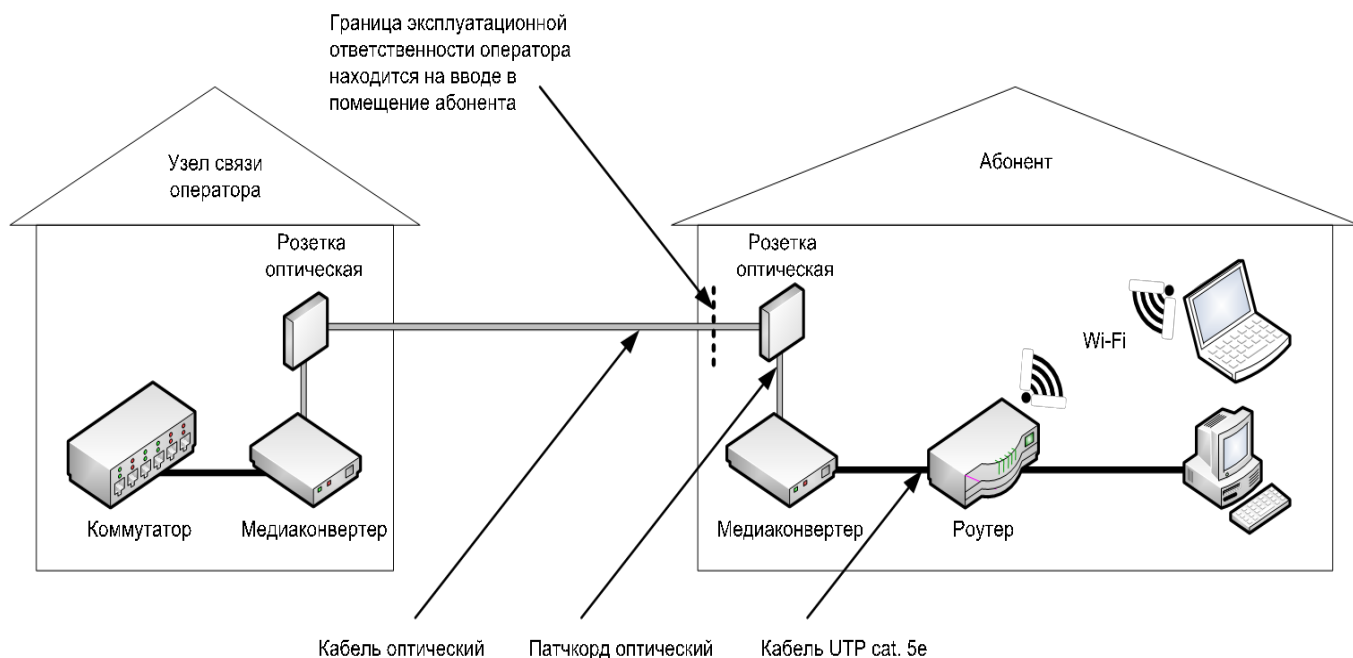 Граница эксплуатационной
ответственности оператора
находится на вводе в
помещение абонента
Узел связи
оператора
Абонент
Розетка
оптическая
Розетка
оптическая
Wi-Fi
Коммутатор
Медиаконвертер
Медиаконвертер
Роутер
Кабель оптический
Патчкорд оптический
Кабель UTP cat. 5e